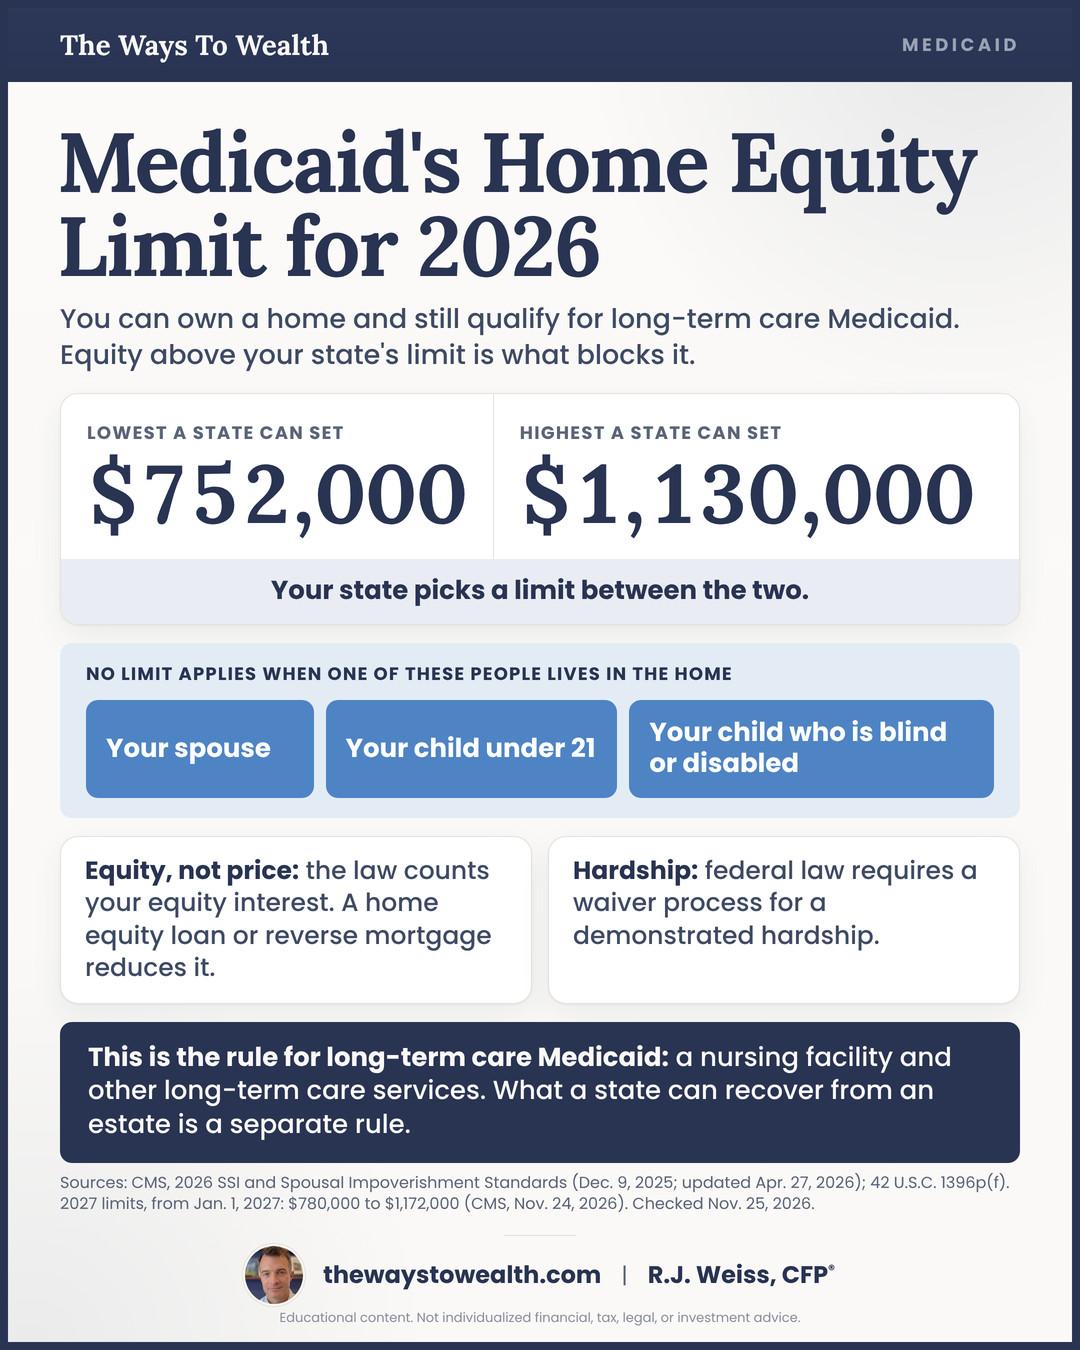 The Ways To Wealth
MEDICAID
Medicaid's Home Equity
Limit for 2026
You can own a home and still qualify for long-term care Medicaid.
Equity above your state's limit is what blocks it.
LOWEST A STATE CAN SET
$752,000
HIGHEST A STATE CAN SET
$1,130,000
Your state picks a limit between the two.
NO LIMIT APPLIES WHEN ONE OF THESE PEOPLE LIVES IN THE HOME
Your spouse
Your child under 21
Your child who is blind
or disabled
Equity, not price: the law counts
your equity interest. A home
equity loan or reverse mortgage
reduces it.
Hardship: federal law requires a
waiver process for a
demonstrated hardship.
This is the rule for long-term care Medicaid: a nursing facility and
other long-term care services. What a state can recover from an
estate is a separate rule.
Sources: CMS, 2026 SSI and Spousal Impoverishment Standards (Dec. 9, 2025; updated Apr. 27, 2026); 42 U.S.C. 1396p(f).
2027 limits, from Jan. 1, 2027: $780,000 to $1,172,000 (CMS, Nov. 24, 2026). Checked Nov. 25, 2026.
thewaystowealth.com | R.J. Weiss, CFP®
Educational content. Not individualized financial, tax, legal, or investment advice.